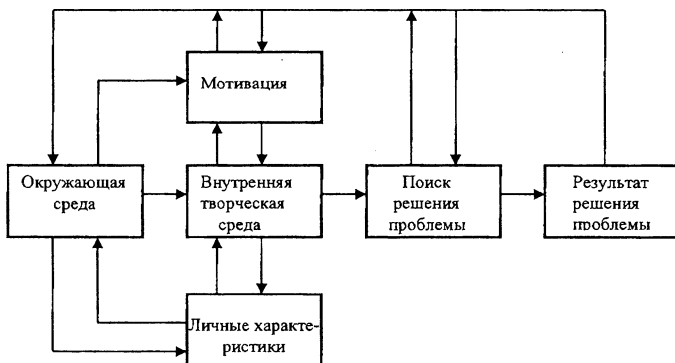 Мотивация
Окружающая
среда
Внутренняя
творческая
среда
Поиск
решения
проблемы
Результат
решения
проблемы
Личные характе-
ристики